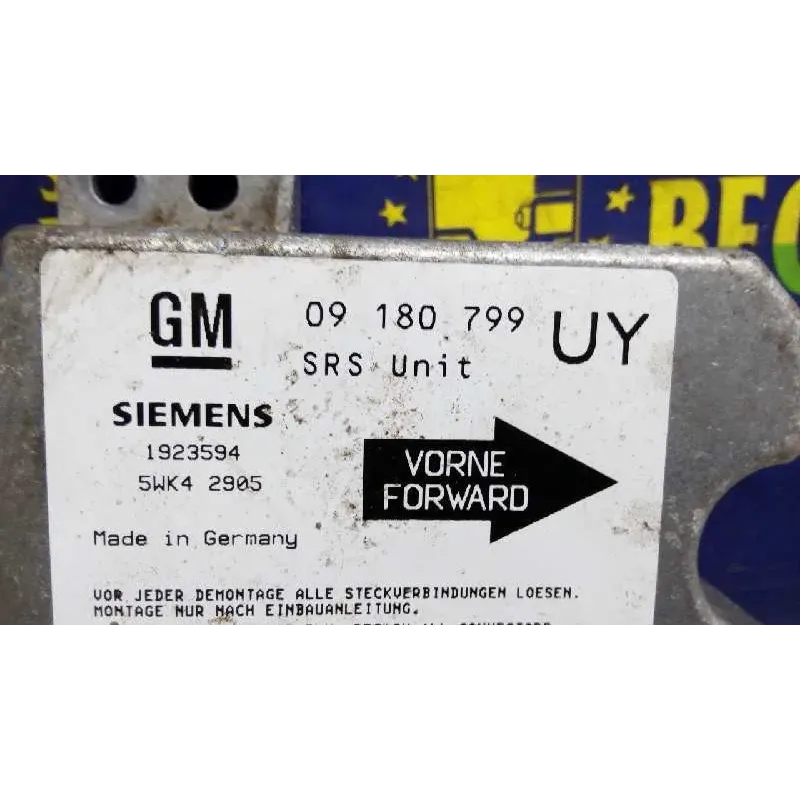 BEC
GM 09 180 799 UY
SRS Unit
SIEMENS
1923594
5WK4 2905
VORNE
FORWARD
Made in Germany
VOR JEDER DEMONTAGE ALLE STECKVERBINDUNGEN LOESEN.
MONTAGE NUR NACH EINBAUANLEITUNG.